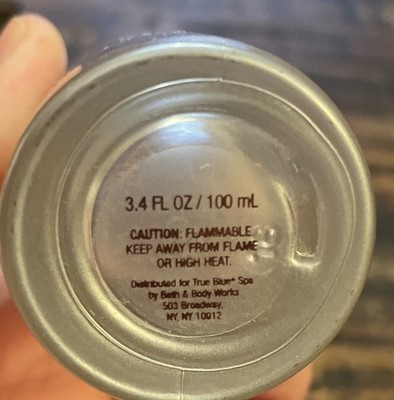 3.4 FL OZ / 100 mL
CAUTION: FLAMMABLE.
KEEP AWAY FROM FLAME
OR HIGH HEAT.
Distributed for True Blue® Spa
by Bath & Body Works
503 Broadway,
NY, NY 10012